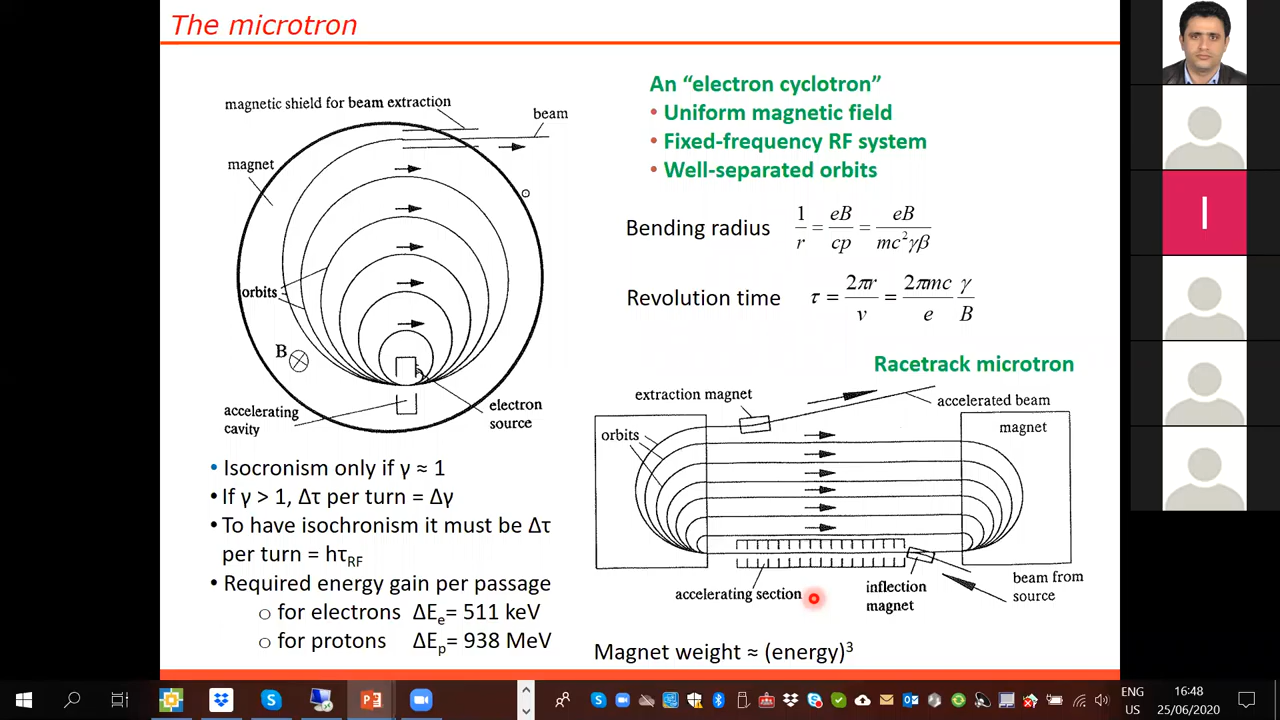 The microtron
magnetic shield for beam extraction
beam
magnet
orbits
B
accelerating
cavity
electron
source
• Isocronism only if γ ≈ 1
• If γ > 1, Δτ per turn = Δγ
• To have isochronism it must be Δτ
per turn = hτRF
• Required energy gain per passage
o for electrons ΔEe= 511 keV
o for protons ΔEp= 938 MeV
An “electron cyclotron”
• Uniform magnetic field
• Fixed-frequency RF system
• Well-separated orbits
Bending radius 1/r = eB/cp = eB/mc²γβ
Revolution time τ = 2πr/v = 2πmc/e γ/B
Racetrack microtron
extraction magnet
accelerated beam
orbits
magnet
accelerating section
inflection
magnet
beam from
source
Magnet weight ≈ (energy)³
I
ENG
US
16:48
25/06/2020